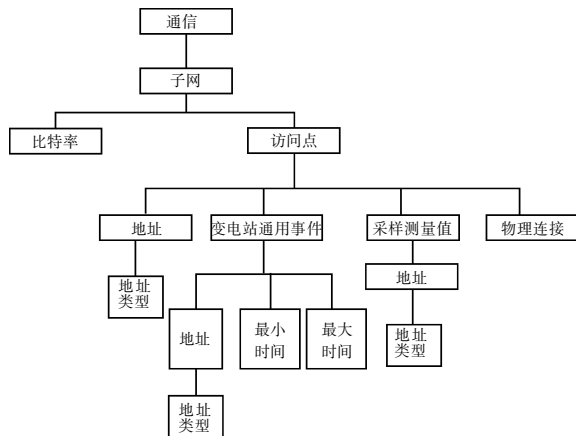 通信
子网
比特率
访问点
地址
变电站通用事件
采样测量值
物理连接
地址
类型
地址
最小
时间
最大
时间
地址
地址
类型
地址
类型